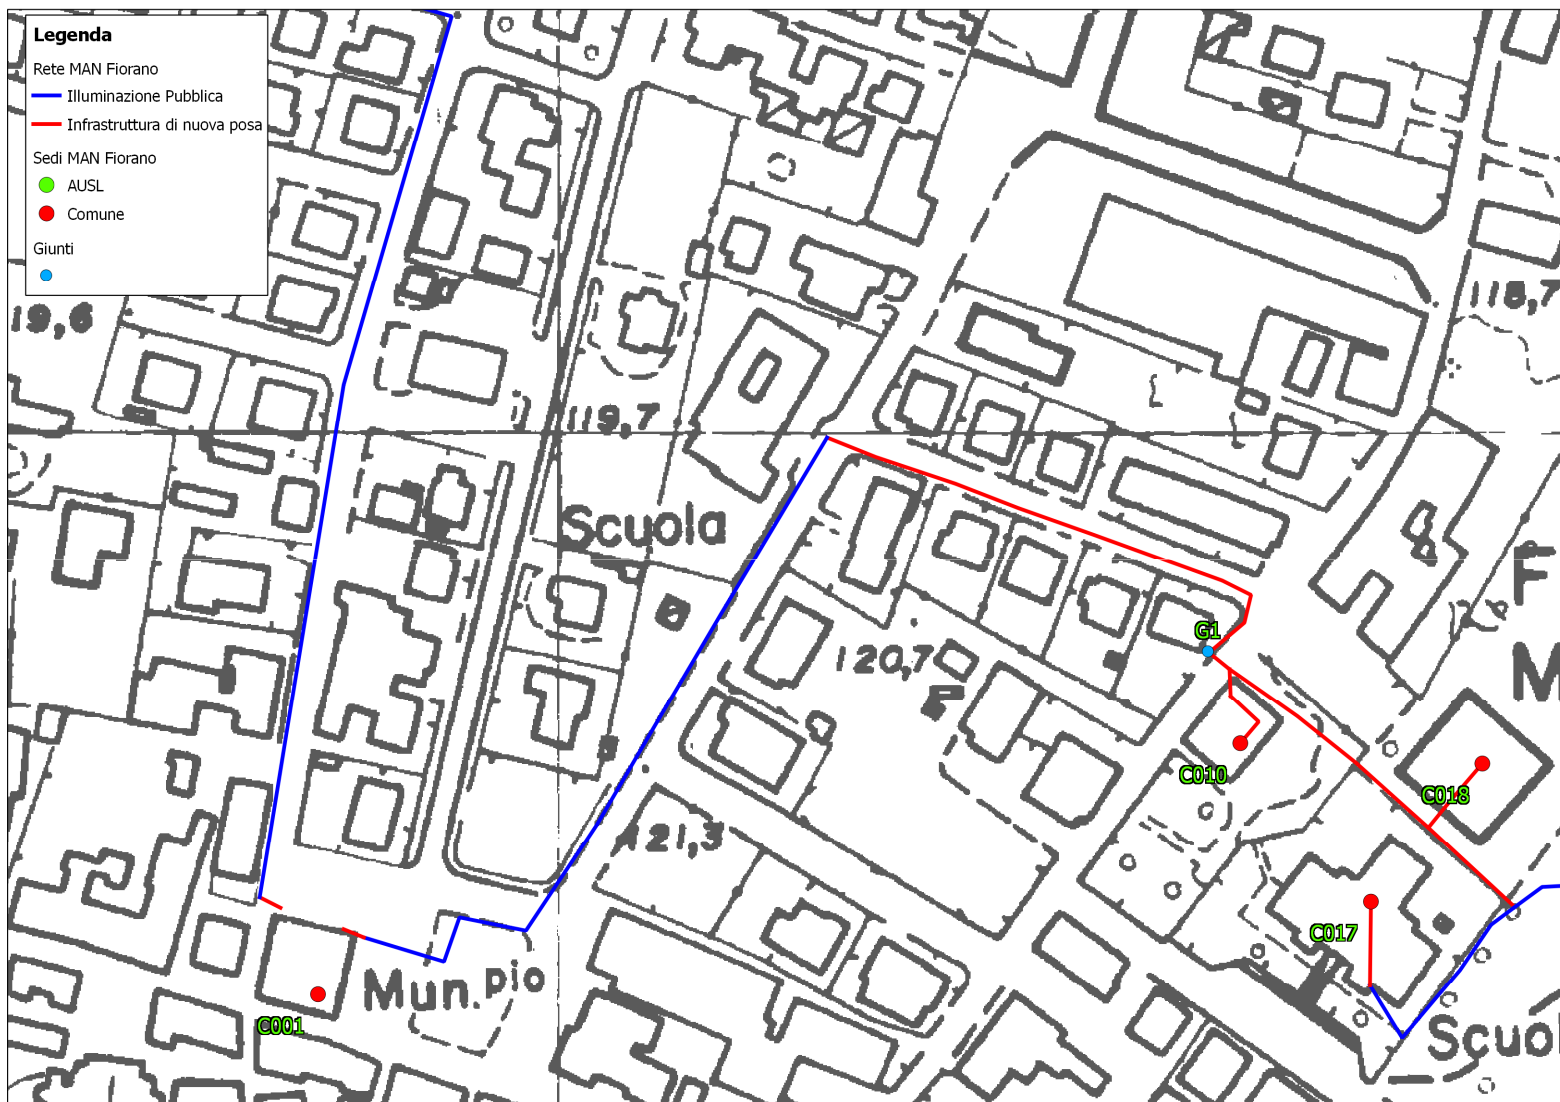 Legenda
Rete MAN Fiorano
Illuminazione Pubblica
Infrastruttura di nuova posa
Sedi MAN Fiorano
AUSL
Comune
Giunti
19,6
118,7
119,7
Scuola
F
G1
120,7
M
C010
C018
121,3
C017
Mun.pio
C001
Scuol